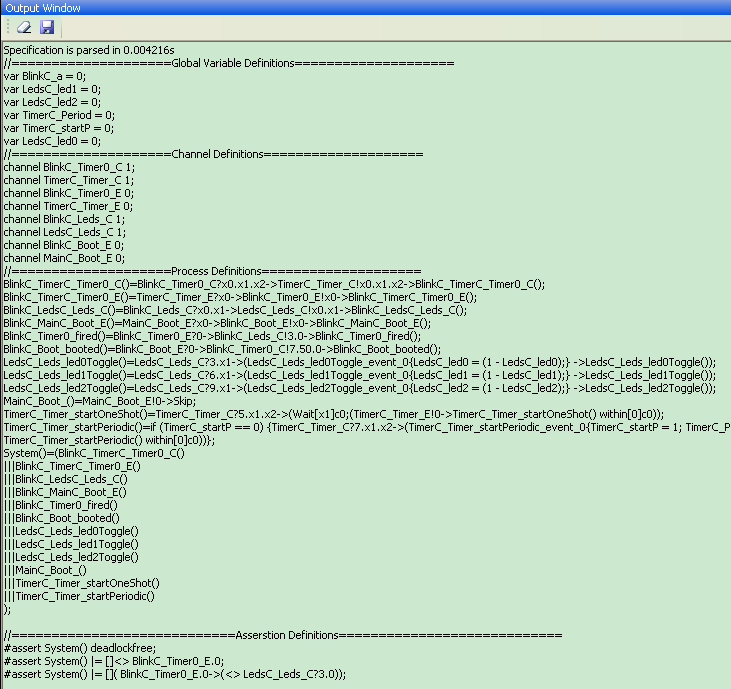 Output Window
Specification is parsed in 0.004216s
//====================Global Variable Definitions====================
var BlinkC_a = 0;
var LedsC_led1 = 0;
var LedsC_led2 = 0;
var TimerC_Period = 0;
var TimerC_startP = 0;
var LedsC_led0 = 0;
//====================Channel Definitions====================
channel BlinkC_Timer0_C 1;
channel TimerC_Timer_C 1;
channel BlinkC_Timer0_E 0;
channel TimerC_Timer_E 0;
channel BlinkC_Leds_C 1;
channel LedsC_Leds_C 1;
channel BlinkC_Boot_E 0;
channel MainC_Boot_E 0;
//====================Process Definitions====================
BlinkC_TimerC_Timer0_C()=BlinkC_Timer0_C?x0.x1.x2->TimerC_Timer_C!x0.x1.x2->BlinkC_TimerC_Timer0_C();
BlinkC_TimerC_Timer0_E()=TimerC_Timer_E?x0->BlinkC_Timer0_E!x0->BlinkC_TimerC_Timer0_E();
BlinkC_LedsC_Leds_C()=BlinkC_Leds_C?x0.x1->LedsC_Leds_C!x0.x1->BlinkC_LedsC_Leds_C();
BlinkC_MainC_Boot_E()=MainC_Boot_E?x0->BlinkC_Boot_E!x0->BlinkC_MainC_Boot_E();
BlinkC_Timer0_fired()=BlinkC_Timer0_E?0->BlinkC_Leds_C!3.0->BlinkC_Timer0_fired();
BlinkC_Boot_booted()=BlinkC_Boot_E?0->BlinkC_Timer0_C!7.50.0->BlinkC_Boot_booted();
LedsC_Leds_led0Toggle()=LedsC_Leds_C?3.x1->(LedsC_Leds_led0Toggle_event_0{LedsC_led0 = (1 - LedsC_led0);} ->LedsC_Leds_led0Toggle());
LedsC_Leds_led1Toggle()=LedsC_Leds_C?6.x1->(LedsC_Leds_led1Toggle_event_0{LedsC_led1 = (1 - LedsC_led1);} ->LedsC_Leds_led1Toggle());
LedsC_Leds_led2Toggle()=LedsC_Leds_C?9.x1->(LedsC_Leds_led2Toggle_event_0{LedsC_led2 = (1 - LedsC_led2);} ->LedsC_Leds_led2Toggle());
MainC_Boot_()=MainC_Boot_E!0->Skip;
TimerC_Timer_startOneShot()=TimerC_Timer_C?5.x1.x2->(Wait[x1]c0;(TimerC_Timer_E!0->TimerC_Timer_startOneShot() within[0]c0));
TimerC_Timer_startPeriodic()=if (TimerC_startP == 0) {TimerC_Timer_C?7.x1.x2->(TimerC_Timer_startPeriodic_event_0{TimerC_startP = 1; TimerC_P
TimerC_Timer_startPeriodic() within[0]c0))};
System()=(BlinkC_TimerC_Timer0_C()
|||BlinkC_TimerC_Timer0_E()
|||BlinkC_LedsC_Leds_C()
|||BlinkC_MainC_Boot_E()
|||BlinkC_Timer0_fired()
|||BlinkC_Boot_booted()
|||LedsC_Leds_led0Toggle()
|||LedsC_Leds_led1Toggle()
|||LedsC_Leds_led2Toggle()
|||MainC_Boot_()
|||TimerC_Timer_startOneShot()
|||TimerC_Timer_startPeriodic()
);
//============================Asserstion Definitions============================
#assert System() deadlockfree;
#assert System() |= []<> BlinkC_Timer0_E.0;
#assert System() |= []( BlinkC_Timer0_E.0->(<> LedsC_Leds_C?3.0));